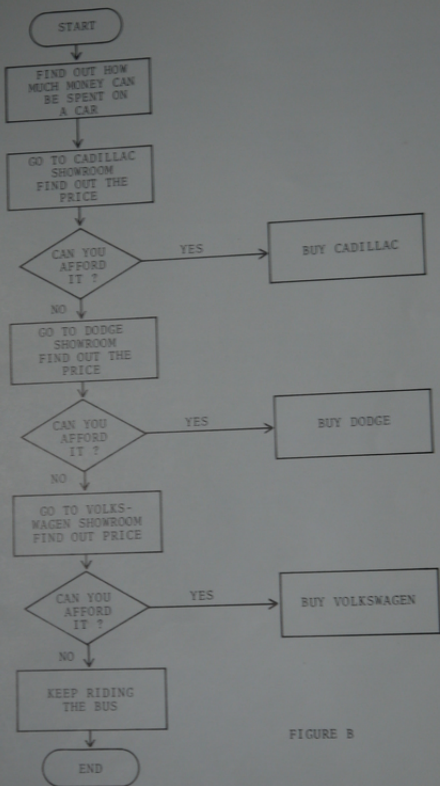 START
FIND OUT HOW
MUCH MONEY CAN
BE SPENT ON
A CAR
GO TO CADILLAC
SHOWROOM
FIND OUT THE
PRICE
CAN YOU
AFFORD
IT ?
YES
BUY CADILLAC
NO
GO TO DODGE
SHOWROOM
FIND OUT THE
PRICE
CAN YOU
AFFORD
IT ?
YES
BUY DODGE
NO
GO TO VOLKS-
WAGEN SHOWROOM
FIND OUT PRICE
CAN YOU
AFFORD
IT ?
YES
BUY VOLKSWAGEN
NO
KEEP RIDING
THE BUS
FIGURE B
END